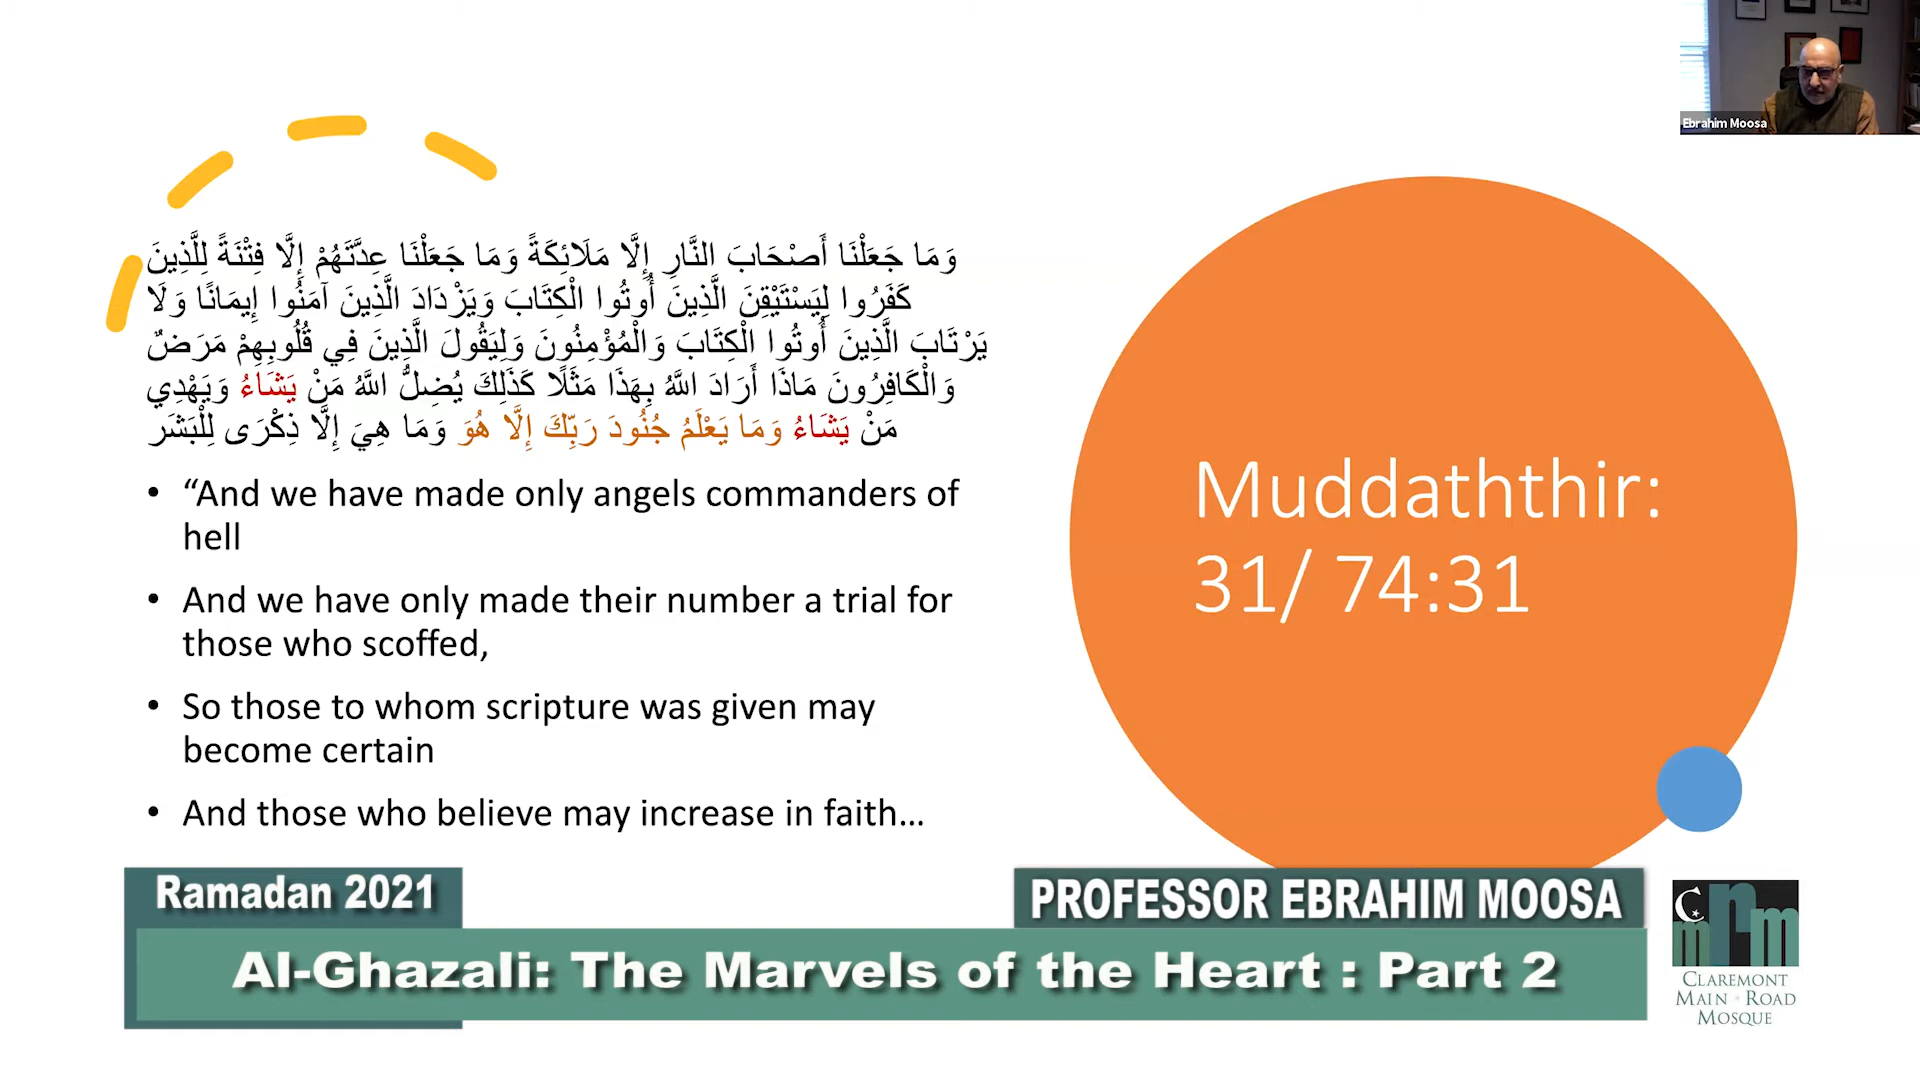 Ebrahim Moosa
وَمَا جَعَلْنَا أَصْحَابَ النَّارِ إِلَّا مَلَائِكَةً وَمَا جَعَلْنَا عِدَّتَهُمْ إِلَّا فِتْنَةً لِلَّذِينَ
كَفَرُوا لِيَسْتَيْقِنَ الَّذِينَ أُوتُوا الْكِتَابَ وَيَزْدَادَ الَّذِينَ آمَنُوا إِيمَانًا وَلَا
يَرْتَابَ الَّذِينَ أُوتُوا الْكِتَابَ وَالْمُؤْمِنُونَ وَلِيَقُولَ الَّذِينَ فِي قُلُوبِهِمْ مَرَضٌ
وَالْكَافِرُونَ مَاذَا أَرَادَ اللَّهُ بِهَذَا مَثَلًا كَذَلِكَ يُضِلُّ اللَّهُ مَنْ يَشَاءُ وَيَهْدِي
مَنْ يَشَاءُ وَمَا يَعْلَمُ جُنُودَ رَبِّكَ إِلَّا هُوَ وَمَا هِيَ إِلَّا ذِكْرَى لِلْبَشَر
• “And we have made only angels commanders of
hell
• And we have only made their number a trial for
those who scoffed,
• So those to whom scripture was given may
become certain
• And those who believe may increase in faith…
Muddaththir:
31/ 74:31
Ramadan 2021
PROFESSOR EBRAHIM MOOSA
Al-Ghazali: The Marvels of the Heart : Part 2
cmrm
CLAREMONT
MAIN ROAD
MOSQUE